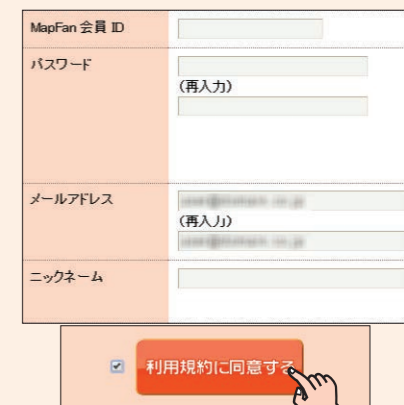 MapFan 会員 ID
パスワード
(再入力)
メールアドレス
(再入力)
ニックネーム
利用規約に同意する